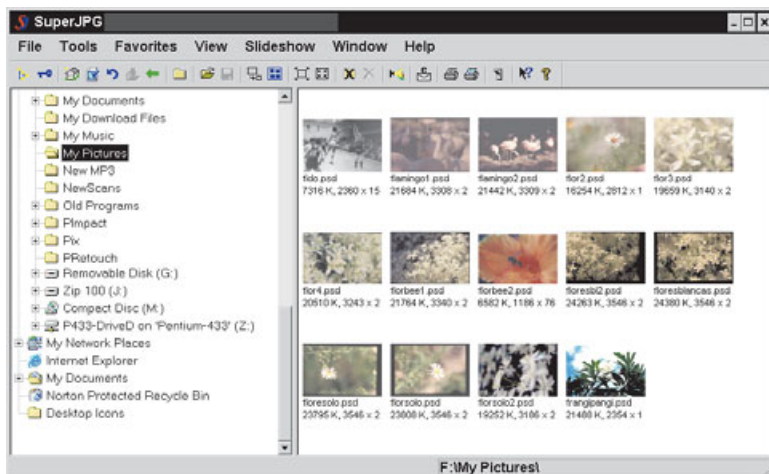 SuperJPG
File Tools Favorites View Slideshow Window Help
My Documents
My Download Files
My Music
My Pictures
New MP3
NewScans
Old Programs
PImpact
Pix
PRetouch
Removable Disk (G:)
Zip 100 (J:)
Compact Disc (M:)
P433-DriveD on 'Pentium-433' (Z:)
My Network Places
Internet Explorer
My Documents
Norton Protected Recycle Bin
Desktop Icons
fido.psd flamingo1.psd flamingo2.psd flor2.psd flor3.psd
7316 K, 2360 x 15 21684 K, 3308 x 2 21442 K, 3309 x 2 16254 K, 2812 x 1 19659 K, 3140 x 2
flor4.psd florbee1.psd florbee2.psd floresbl2.psd floresblancas.psd
20510 K, 3243 x 2 21764 K, 3340 x 2 6582 K, 1186 x 76 24263 K, 3546 x 2 24380 K, 3546 x 2
floresolo.psd florsolo.psd florsolo2.psd frangipangi.psd
23795 K, 3546 x 2 23808 K, 3546 x 2 19252 K, 3186 x 2 21488 K, 2354 x 1
F:\My Pictures\